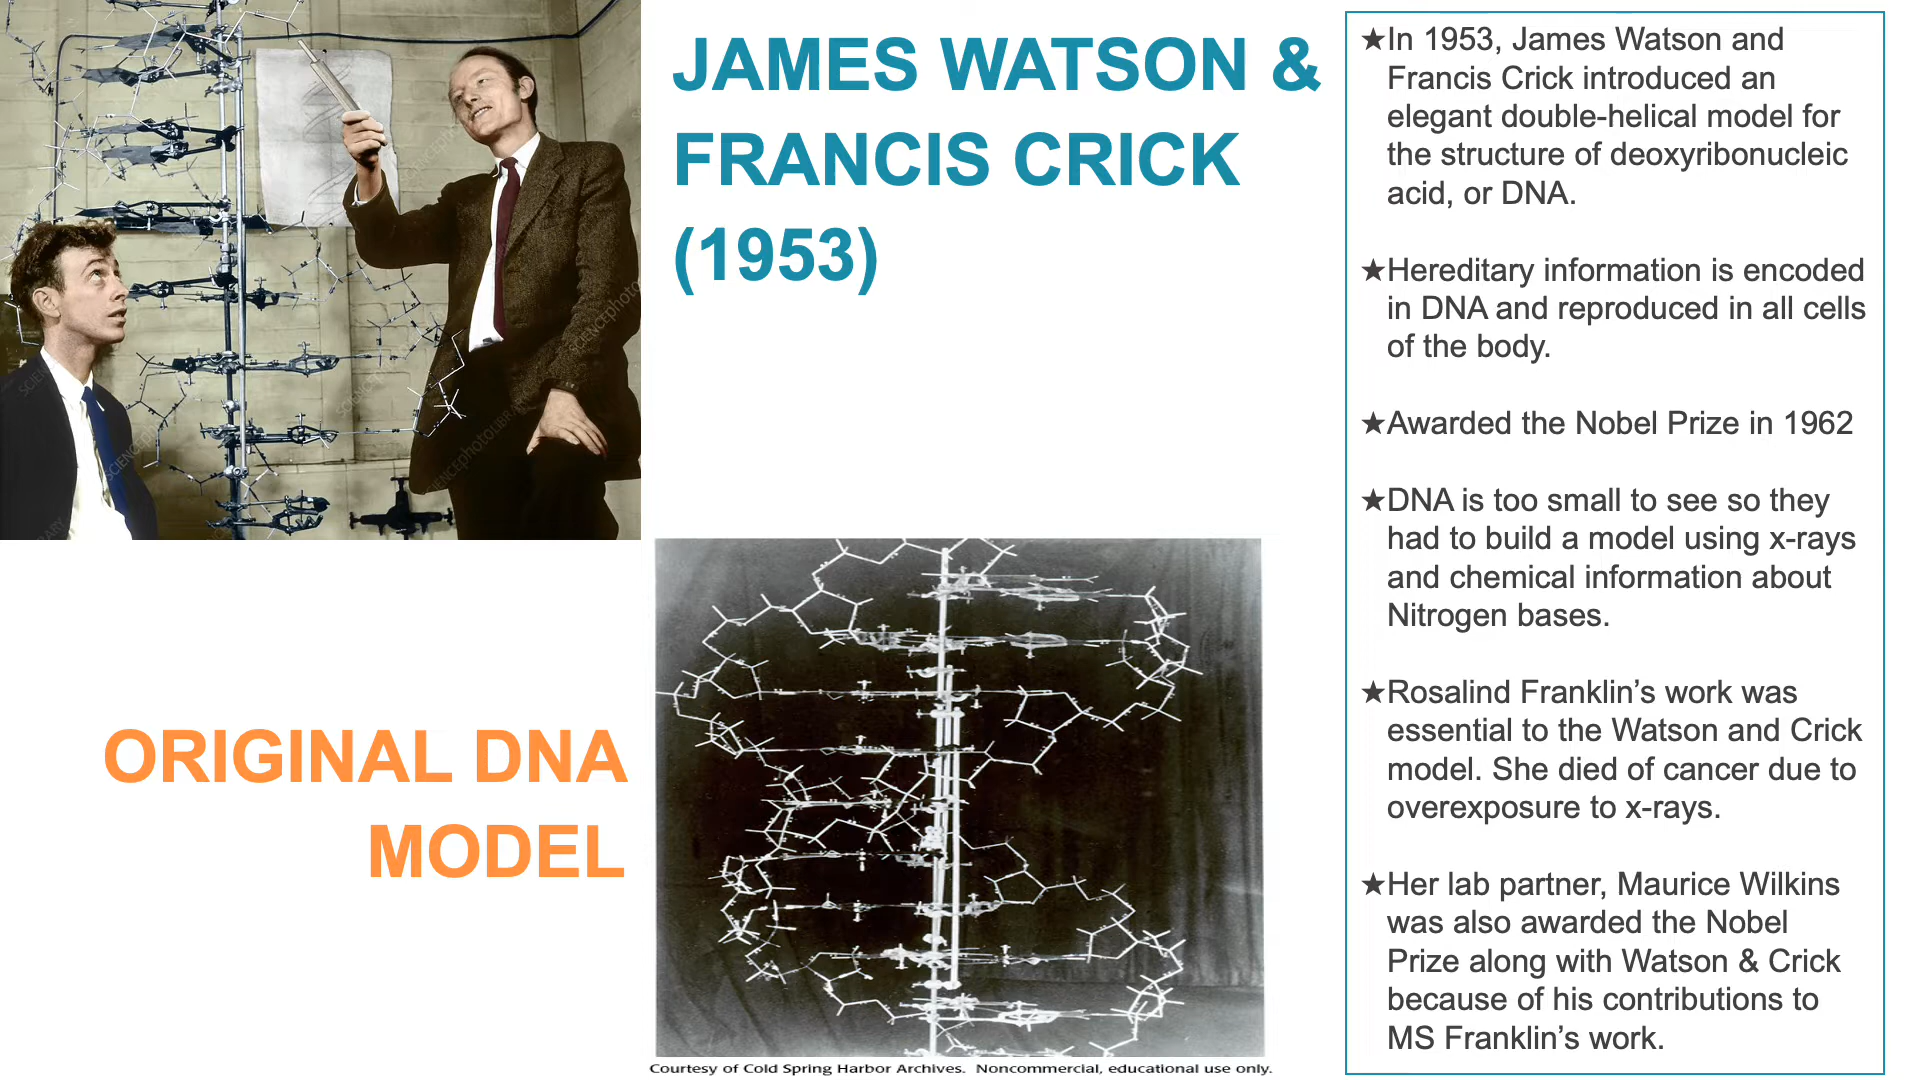 JAMES WATSON &
FRANCIS CRICK
(1953)
ORIGINAL DNA
MODEL
Courtesy of Cold Spring Harbor Archives. Noncommercial, educational use only.
★In 1953, James Watson and
Francis Crick introduced an
elegant double-helical model for
the structure of deoxyribonucleic
acid, or DNA.
★Hereditary information is encoded
in DNA and reproduced in all cells
of the body.
★Awarded the Nobel Prize in 1962
★DNA is too small to see so they
had to build a model using x-rays
and chemical information about
Nitrogen bases.
★Rosalind Franklin’s work was
essential to the Watson and Crick
model. She died of cancer due to
overexposure to x-rays.
★Her lab partner, Maurice Wilkins
was also awarded the Nobel
Prize along with Watson & Crick
because of his contributions to
MS Franklin’s work.